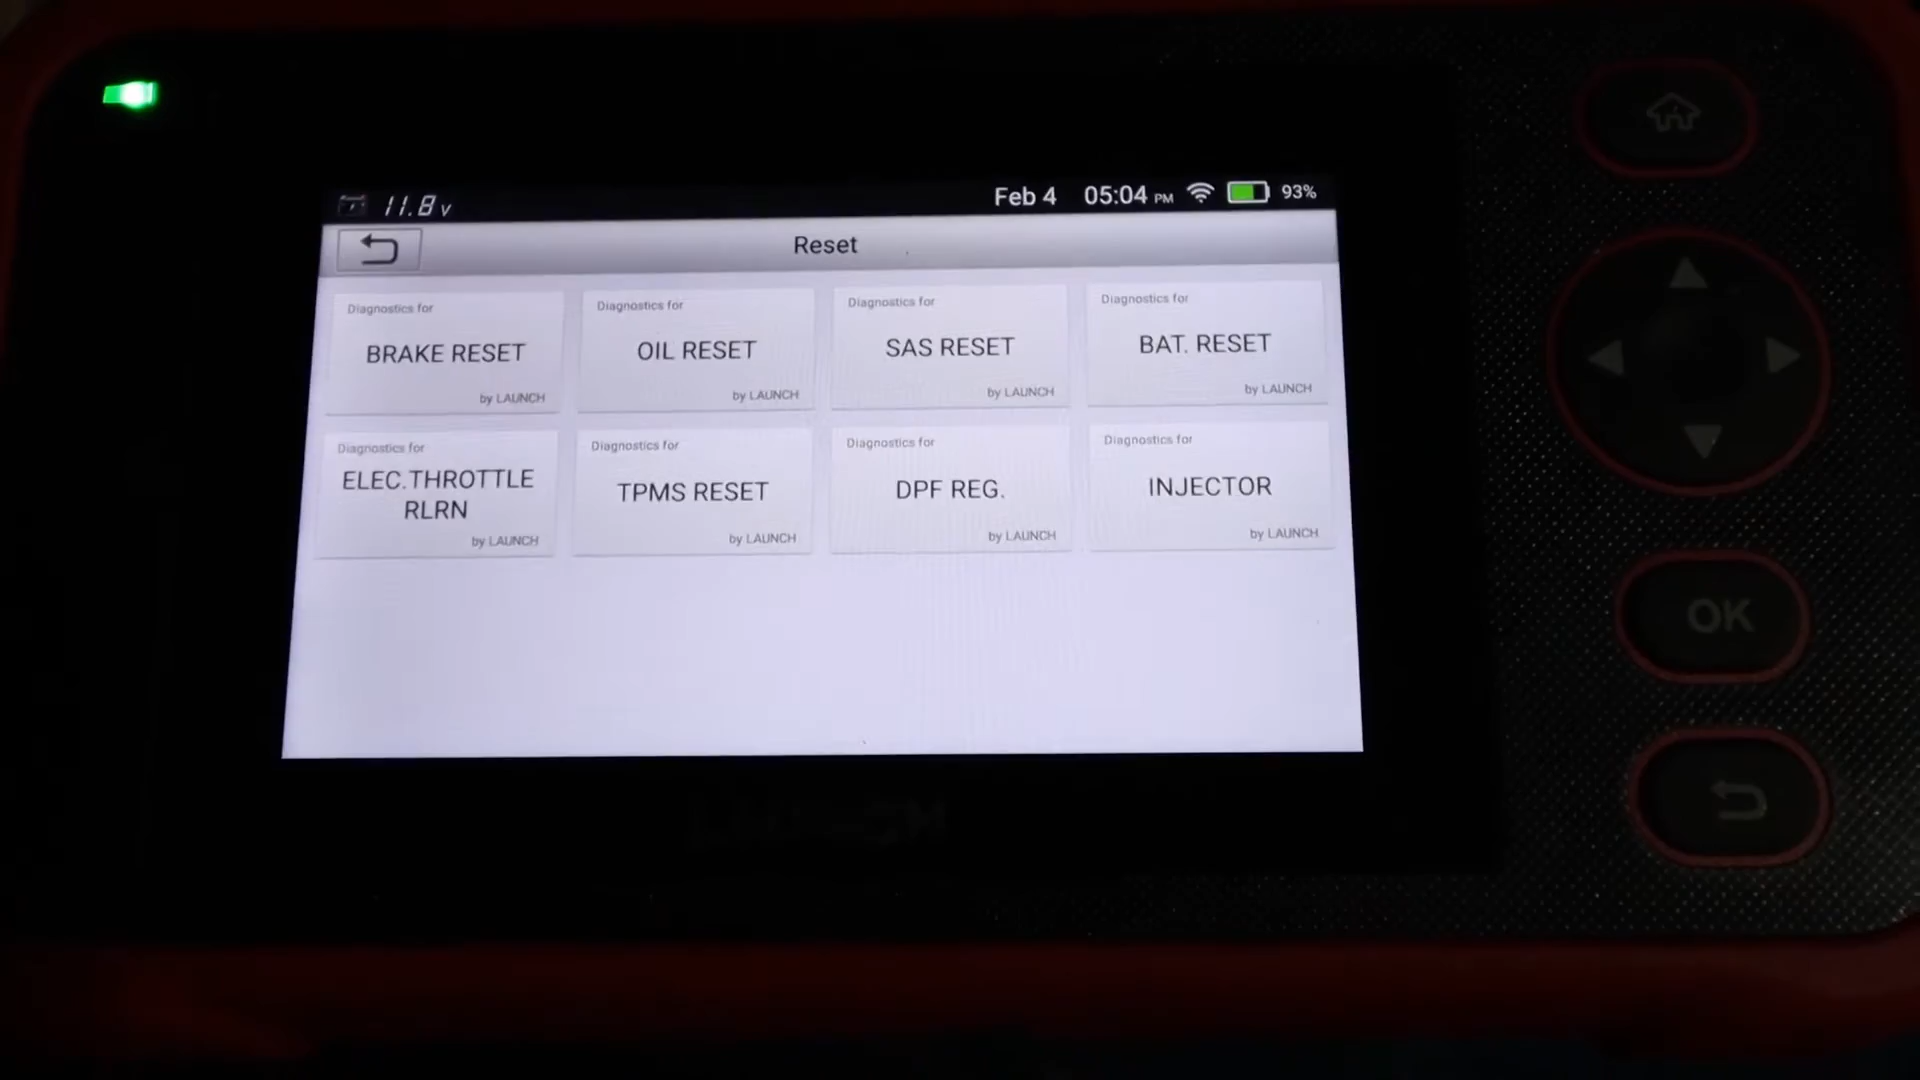 11.8 v Feb 4 05:04 PM 93%
Reset
Diagnostics for Diagnostics for Diagnostics for Diagnostics for
BRAKE RESET OIL RESET SAS RESET BAT. RESET
by LAUNCH by LAUNCH by LAUNCH by LAUNCH
Diagnostics for Diagnostics for Diagnostics for Diagnostics for
ELEC.THROTTLE
RLRN TPMS RESET DPF REG. INJECTOR
by LAUNCH by LAUNCH by LAUNCH by LAUNCH
OK